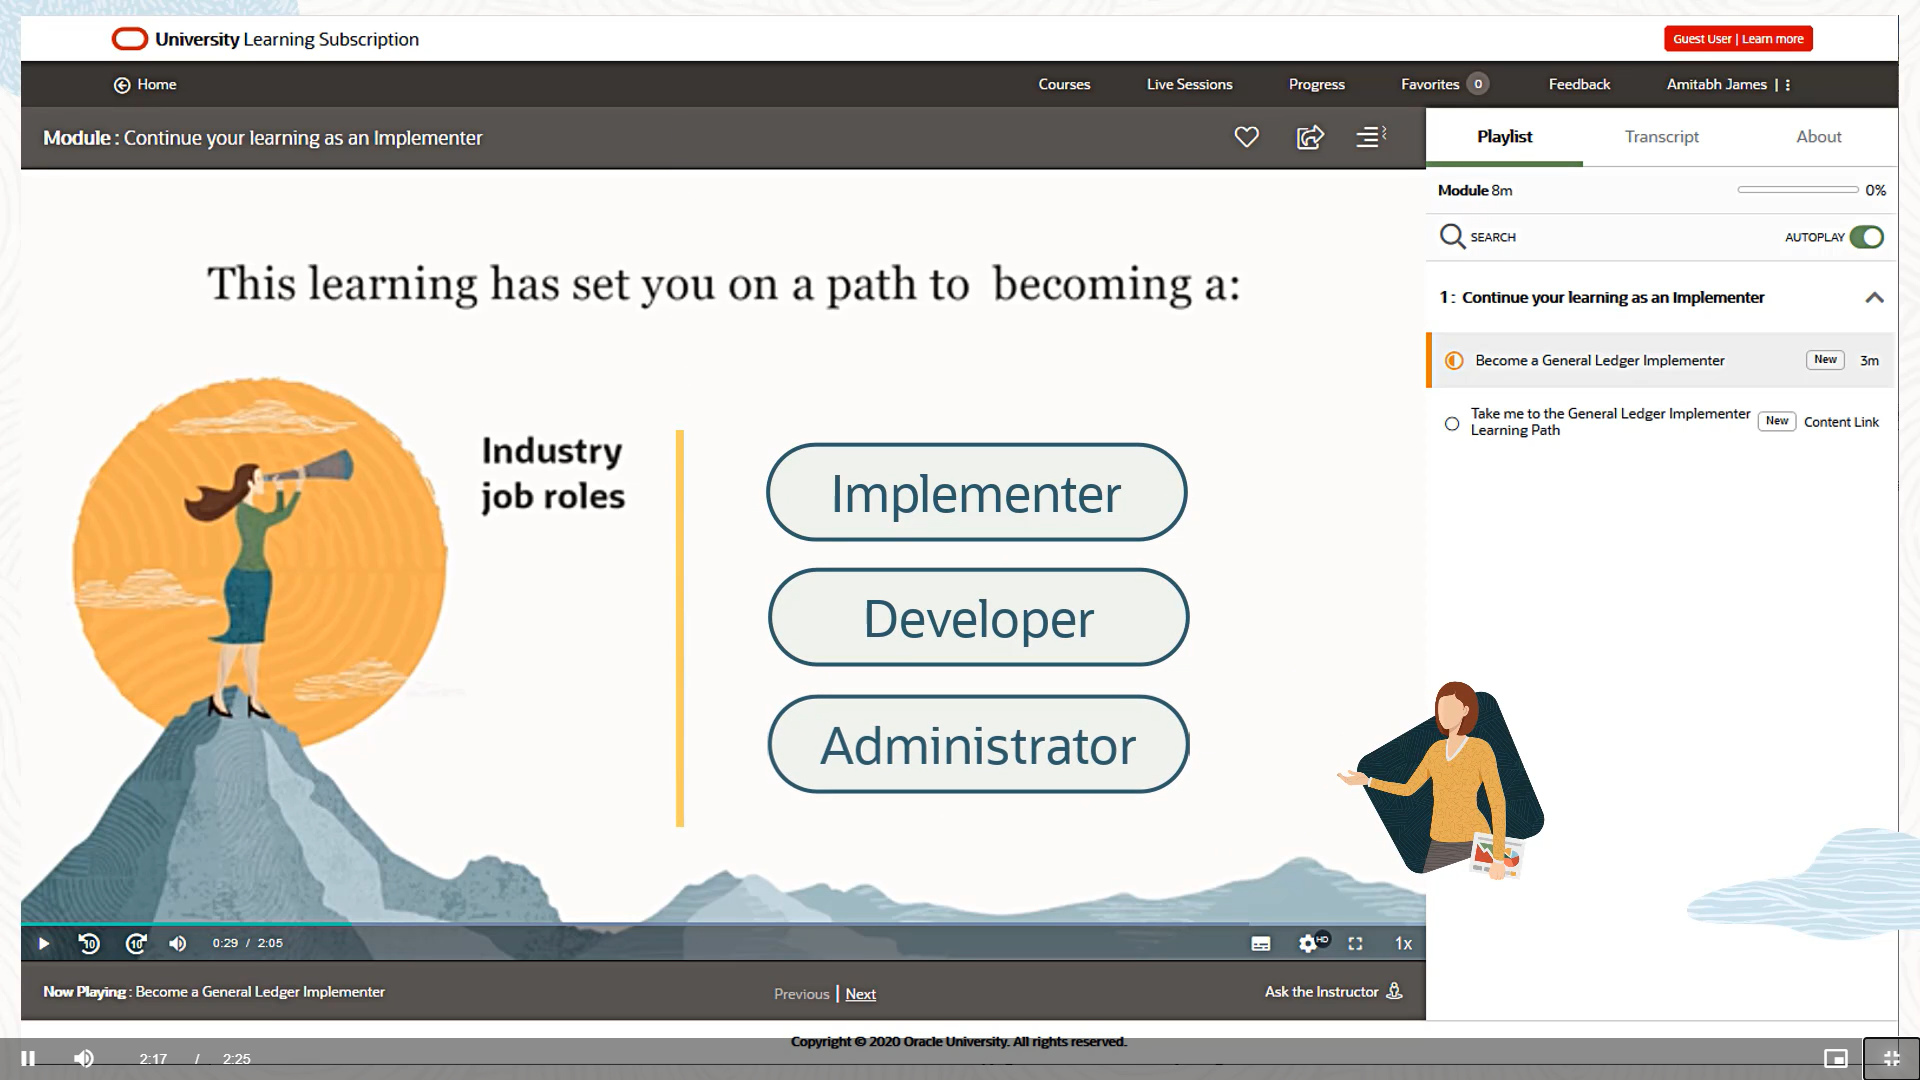 University Learning Subscription
Guest User | Learn more
Home
Courses
Live Sessions
Progress
Favorites 0
Feedback
Amitabh James |
Module : Continue your learning as an Implementer
Playlist
Transcript
About
Module 8m
0%
SEARCH
AUTOPLAY
1 : Continue your learning as an Implementer
Become a General Ledger Implementer
New
3m
Take me to the General Ledger Implementer
Learning Path
New
Content Link
This learning has set you on a path to becoming a:
Industry
job roles
Implementer
Developer
Administrator
10
10
0:29 / 2:05
HD
1x
Now Playing : Become a General Ledger Implementer
Previous | Next
Ask the Instructor
Copyright © 2020 Oracle University. All rights reserved.
2:17 / 2:25